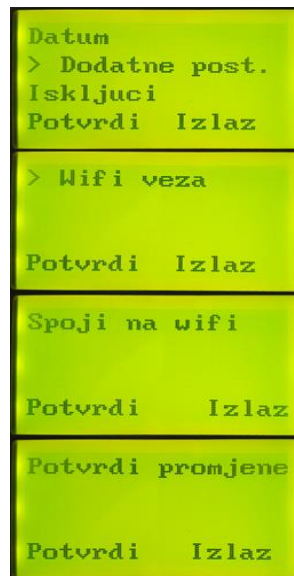 Datum
> Dodatne post.
Iskljuci
Potvrdi Izlaz
> Wifi veza
Potvrdi Izlaz
Spoji na wifi
Potvrdi Izlaz
Potvrdi promjene
Potvrdi Izlaz